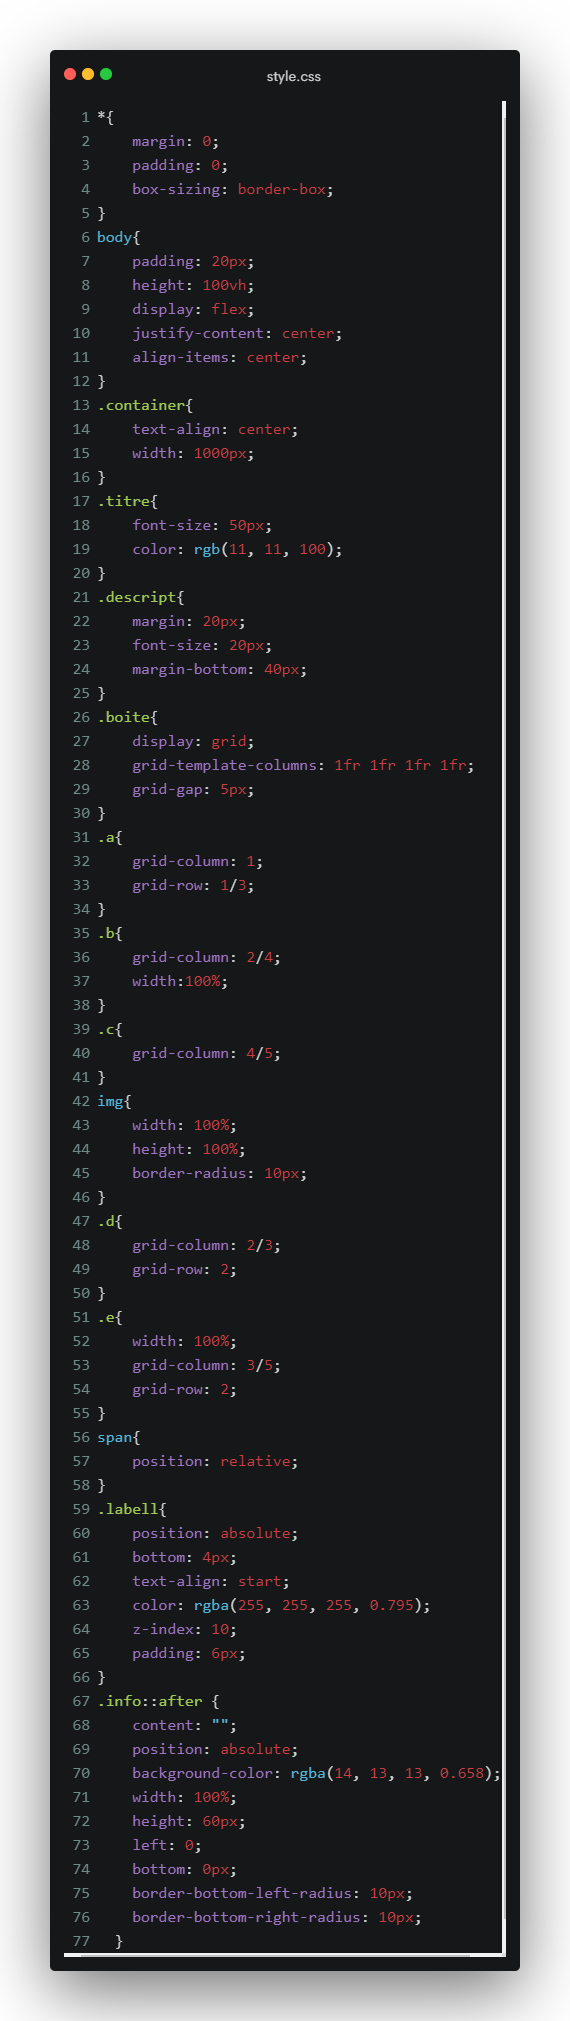 style.css
1 *{
2     margin: 0;
3     padding: 0;
4     box-sizing: border-box;
5 }
6 body{
7     padding: 20px;
8     height: 100vh;
9     display: flex;
10     justify-content: center;
11     align-items: center;
12 }
13 .container{
14     text-align: center;
15     width: 1000px;
16 }
17 .titre{
18     font-size: 50px;
19     color: rgb(11, 11, 100);
20 }
21 .descript{
22     margin: 20px;
23     font-size: 20px;
24     margin-bottom: 40px;
25 }
26 .boite{
27     display: grid;
28     grid-template-columns: 1fr 1fr 1fr 1fr;
29     grid-gap: 5px;
30 }
31 .a{
32     grid-column: 1;
33     grid-row: 1/3;
34 }
35 .b{
36     grid-column: 2/4;
37     width:100%;
38 }
39 .c{
40     grid-column: 4/5;
41 }
42 img{
43     width: 100%;
44     height: 100%;
45     border-radius: 10px;
46 }
47 .d{
48     grid-column: 2/3;
49     grid-row: 2;
50 }
51 .e{
52     width: 100%;
53     grid-column: 3/5;
54     grid-row: 2;
55 }
56 span{
57     position: relative;
58 }
59 .labell{
60     position: absolute;
61     bottom: 4px;
62     text-align: start;
63     color: rgba(255, 255, 255, 0.795);
64     z-index: 10;
65     padding: 6px;
66 }
67 .info::after {
68     content: "";
69     position: absolute;
70     background-color: rgba(14, 13, 13, 0.658);
71     width: 100%;
72     height: 60px;
73     left: 0;
74     bottom: 0px;
75     border-bottom-left-radius: 10px;
76     border-bottom-right-radius: 10px;
77   }